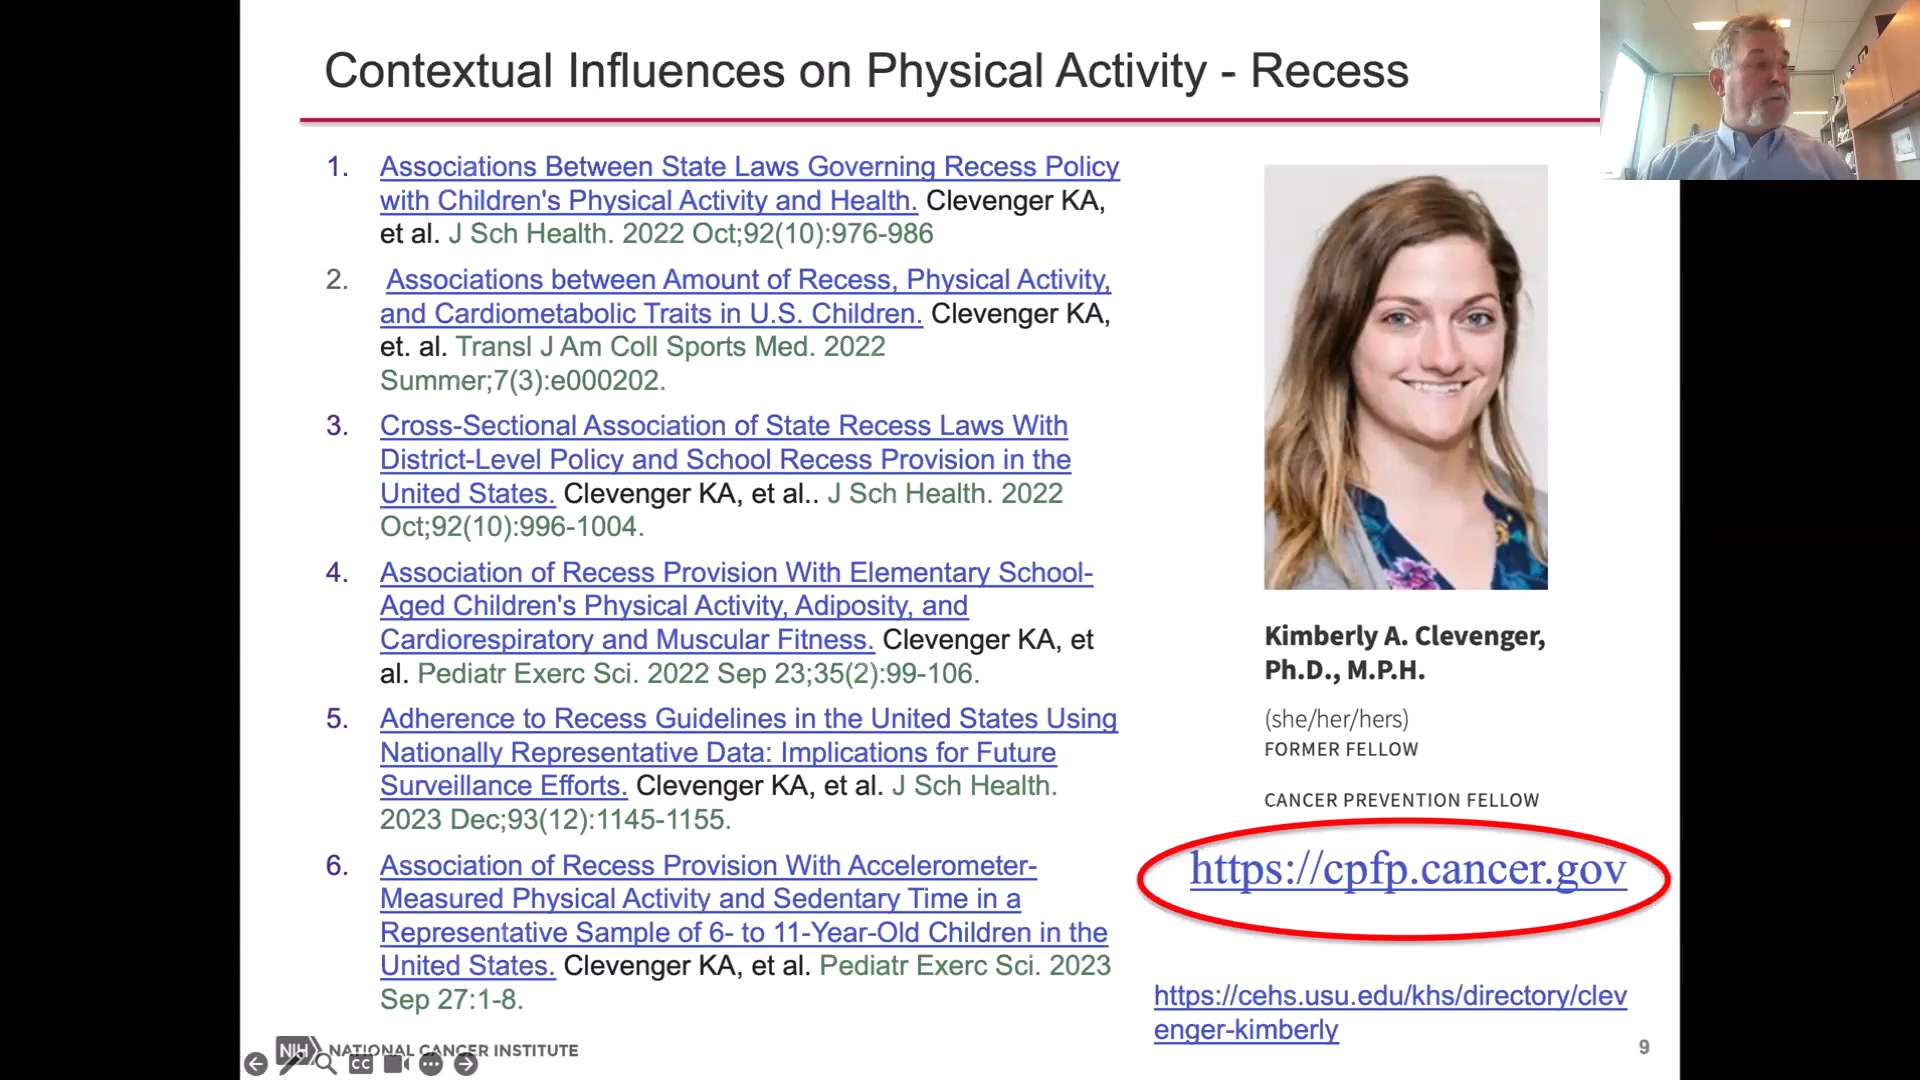 Contextual Influences on Physical Activity - Recess
1. Associations Between State Laws Governing Recess Policy
with Children's Physical Activity and Health. Clevenger KA,
et al. J Sch Health. 2022 Oct;92(10):976-986
2. Associations between Amount of Recess, Physical Activity,
and Cardiometabolic Traits in U.S. Children. Clevenger KA,
et. al. Transl J Am Coll Sports Med. 2022
Summer;7(3):e000202.
3. Cross-Sectional Association of State Recess Laws With
District-Level Policy and School Recess Provision in the
United States. Clevenger KA, et al.. J Sch Health. 2022
Oct;92(10):996-1004.
4. Association of Recess Provision With Elementary School-
Aged Children's Physical Activity, Adiposity, and
Cardiorespiratory and Muscular Fitness. Clevenger KA, et
al. Pediatr Exerc Sci. 2022 Sep 23;35(2):99-106.
5. Adherence to Recess Guidelines in the United States Using
Nationally Representative Data: Implications for Future
Surveillance Efforts. Clevenger KA, et al. J Sch Health.
2023 Dec;93(12):1145-1155.
6. Association of Recess Provision With Accelerometer-
Measured Physical Activity and Sedentary Time in a
Representative Sample of 6- to 11-Year-Old Children in the
United States. Clevenger KA, et al. Pediatr Exerc Sci. 2023
Sep 27:1-8.
Kimberly A. Clevenger,
Ph.D., M.P.H.
(she/her/hers)
FORMER FELLOW
CANCER PREVENTION FELLOW
https://cpfp.cancer.gov
https://cehs.usu.edu/khs/directory/clev
enger-kimberly
NIH NATIONAL CANCER INSTITUTE
CC
9